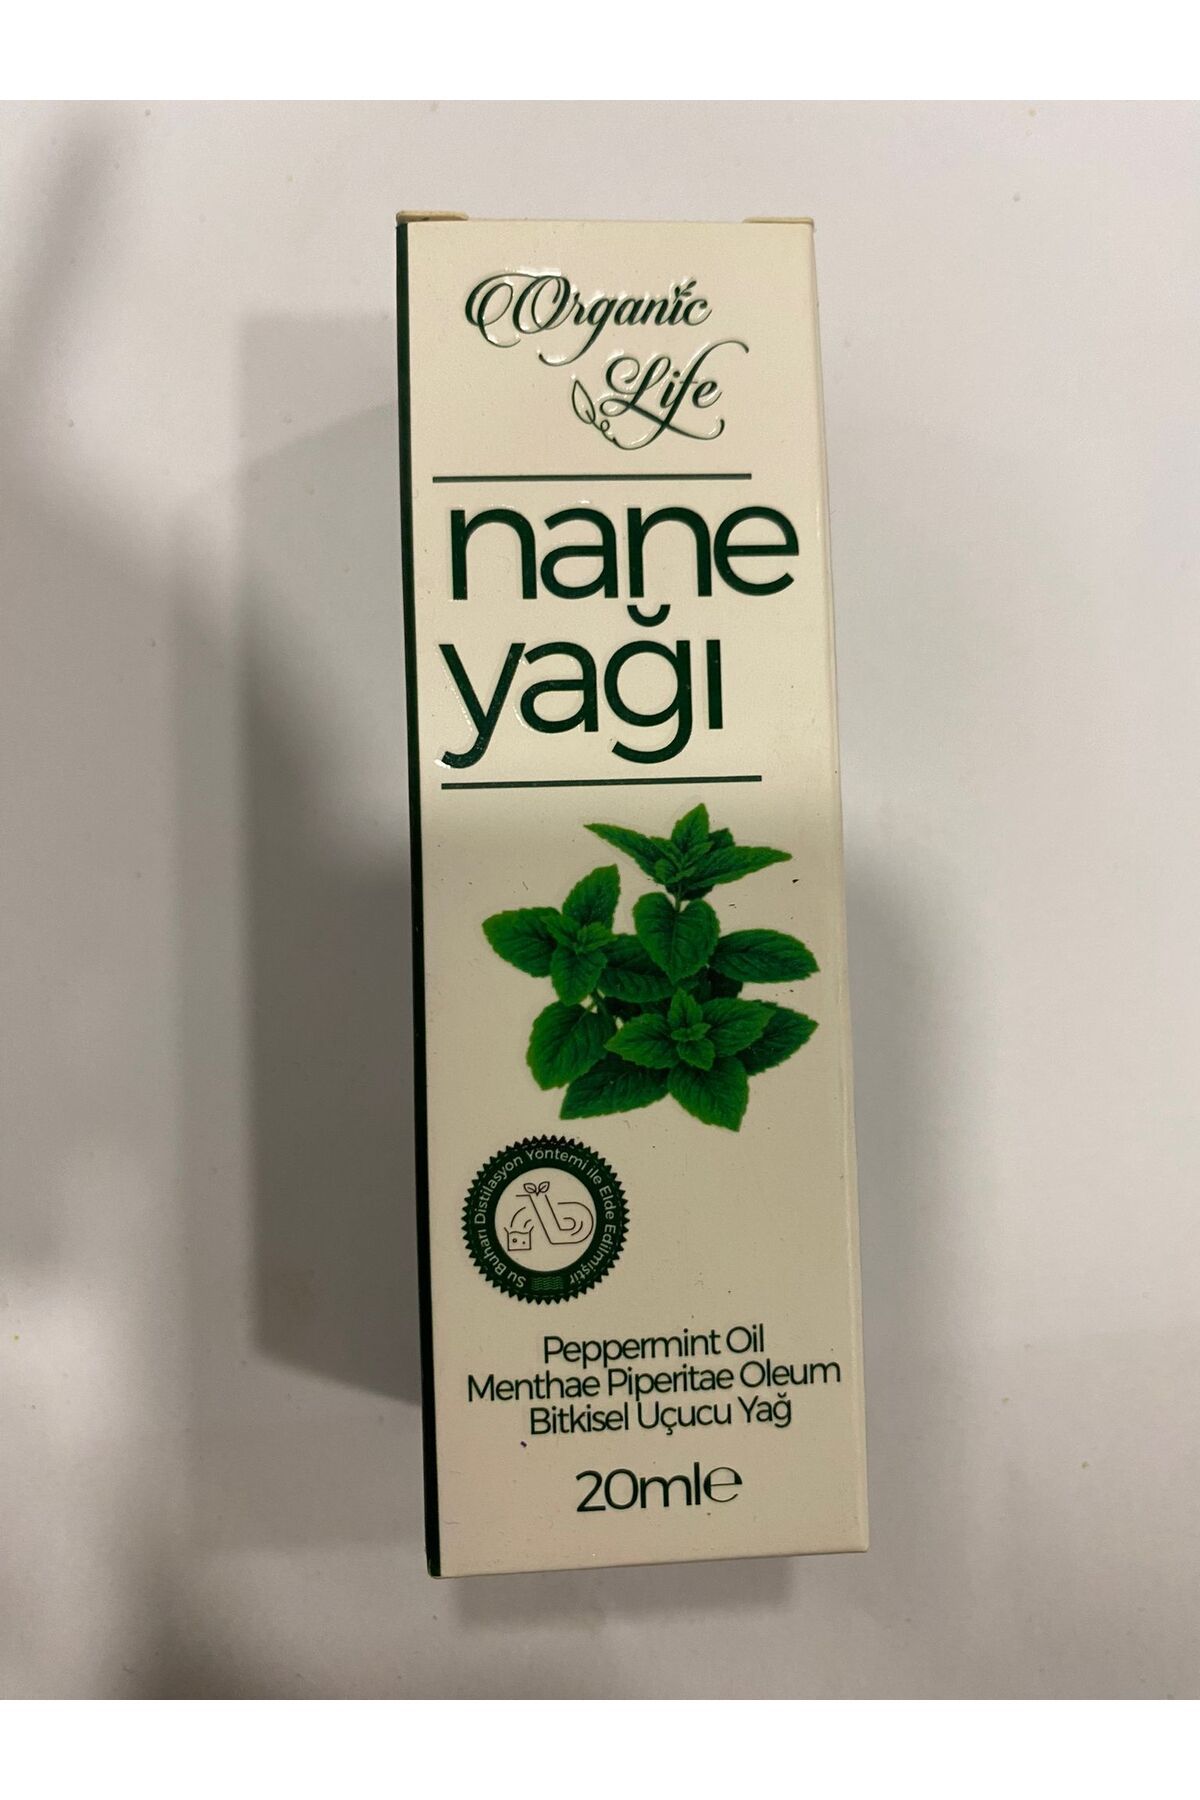 Organic
Life
nane
yağı
Su Buharı Distilasyon Yöntemi ile Elde Edilmiştir
Peppermint Oil
Menthae Piperitae Oleum
Bitkisel Uçucu Yağ
20ml℮